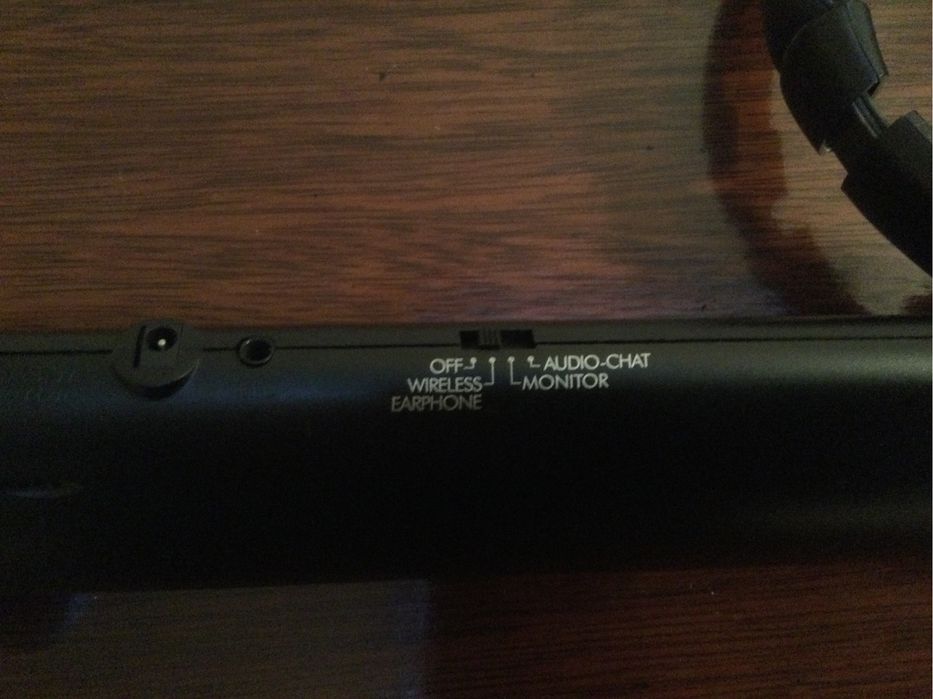 OFF
AUDIO-CHAT
WIRELESS
MONITOR
EARPHONE